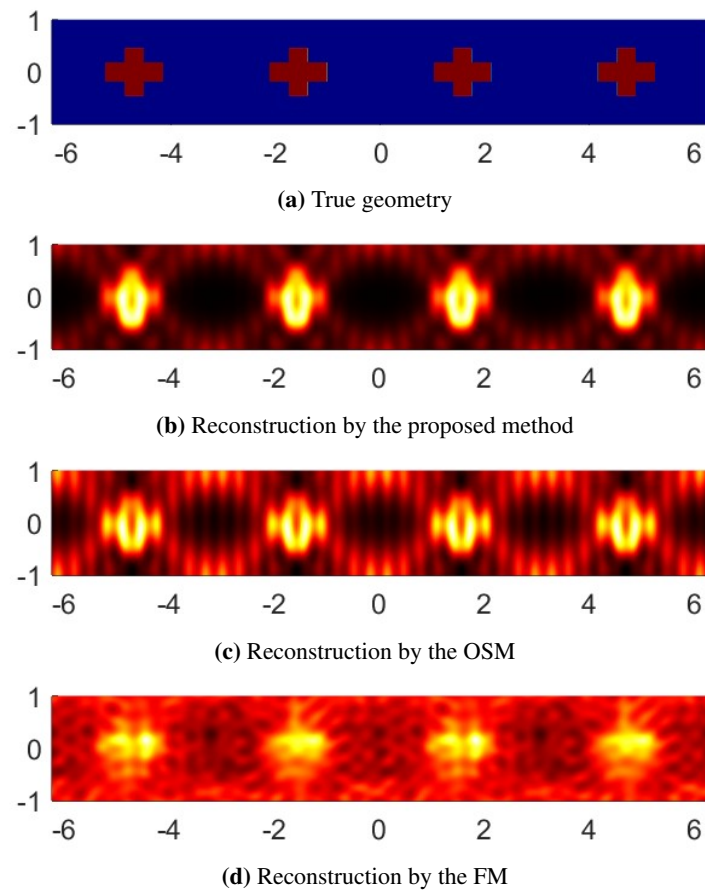 1
0
-1
-6 -4 -2 0 2 4 6
(a) True geometry
1
0
-1
-6 -4 -2 0 2 4 6
(b) Reconstruction by the proposed method
1
0
-1
-6 -4 -2 0 2 4 6
(c) Reconstruction by the OSM
1
0
-1
-6 -4 -2 0 2 4 6
(d) Reconstruction by the FM